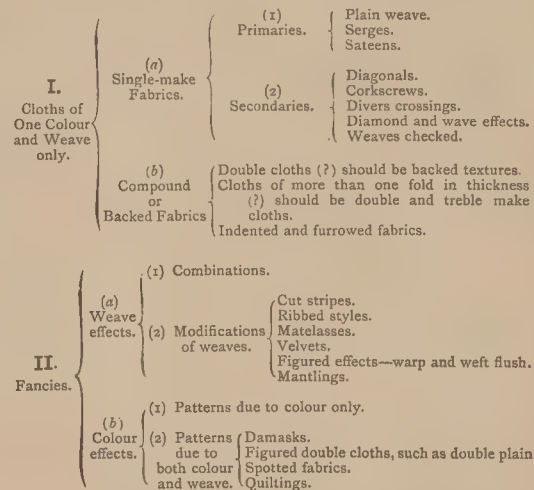 I.
Cloths of
One Colour
and Weave
only.
(a)
Single-make
Fabrics.
(1)
Primaries.
Plain weave.
Serges.
Sateens.
(2)
Secondaries.
Diagonals.
Corkscrews.
Divers crossings.
Diamond and wave effects.
Weaves checked.
(b)
Compound
or
Backed Fabrics
Double cloths (?) should be backed textures.
Cloths of more than one fold in thickness
(?) should be double and treble make
cloths.
Indented and furrowed fabrics.
II.
Fancies.
(a)
Weave
effects.
(1) Combinations.
(2) Modifications
of weaves.
Cut stripes.
Ribbed styles.
Matelasses.
Velvets.
Figured effects—warp and weft flush.
Mantlings.
(b)
Colour
effects.
(1) Patterns due to colour only.
(2) Patterns
due to
both colour
and weave.
Damasks.
Figured double cloths, such as double plain
Spotted fabrics.
Quiltings.